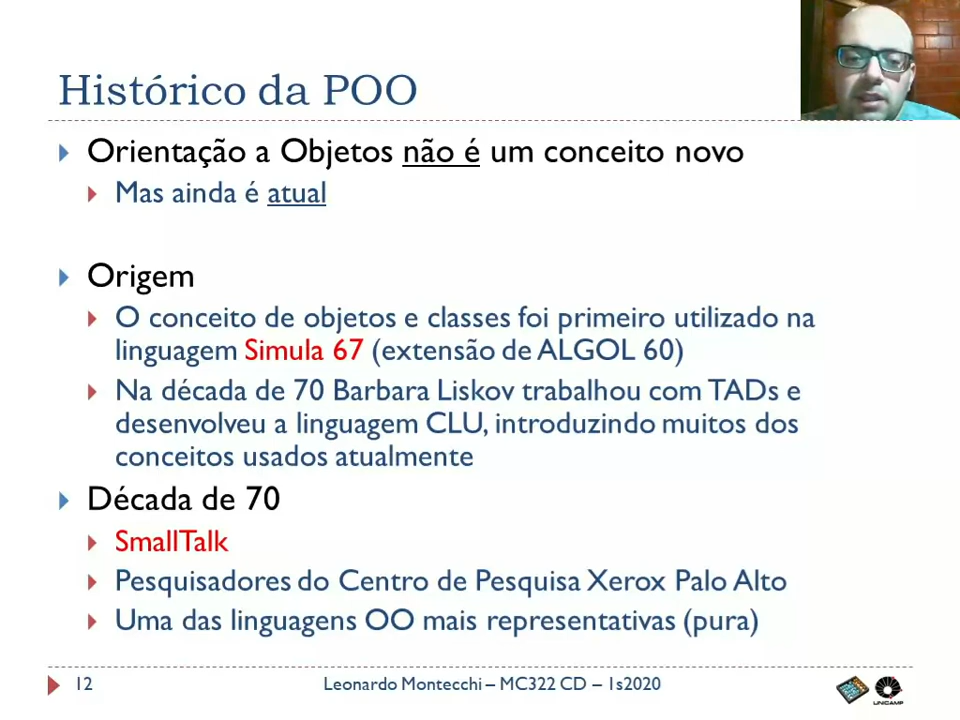 Histórico da POO
Orientação a Objetos não é um conceito novo
Mas ainda é atual
Origem
O conceito de objetos e classes foi primeiro utilizado na
linguagem Simula 67 (extensão de ALGOL 60)
Na década de 70 Barbara Liskov trabalhou com TADs e
desenvolveu a linguagem CLU, introduzindo muitos dos
conceitos usados atualmente
Década de 70
SmallTalk
Pesquisadores do Centro de Pesquisa Xerox Palo Alto
Uma das linguagens OO mais representativas (pura)
12
Leonardo Montecchi – MC322 CD – 1s2020
UNICAMP